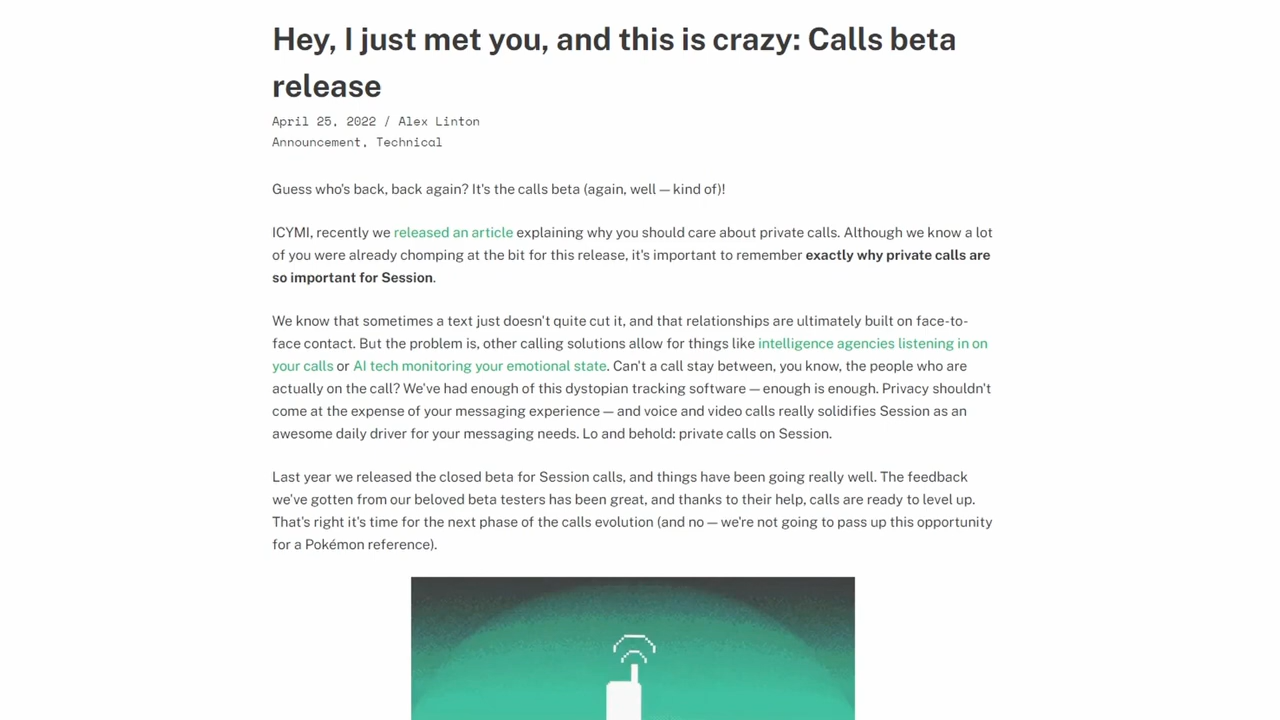 Hey, I just met you, and this is crazy: Calls beta
release
April 25, 2022 / Alex Linton
Announcement, Technical
Guess who's back, back again? It's the calls beta (again, well — kind of)!
ICYMI, recently we released an article explaining why you should care about private calls. Although we know a lot
of you were already chomping at the bit for this release, it's important to remember exactly why private calls are
so important for Session.
We know that sometimes a text just doesn't quite cut it, and that relationships are ultimately built on face-to-
face contact. But the problem is, other calling solutions allow for things like intelligence agencies listening in on
your calls or AI tech monitoring your emotional state. Can't a call stay between, you know, the people who are
actually on the call? We've had enough of this dystopian tracking software — enough is enough. Privacy shouldn't
come at the expense of your messaging experience — and voice and video calls really solidifies Session as an
awesome daily driver for your messaging needs. Lo and behold: private calls on Session.
Last year we released the closed beta for Session calls, and things have been going really well. The feedback
we've gotten from our beloved beta testers has been great, and thanks to their help, calls are ready to level up.
That's right it's time for the next phase of the calls evolution (and no — we're not going to pass up this opportunity
for a Pokémon reference).